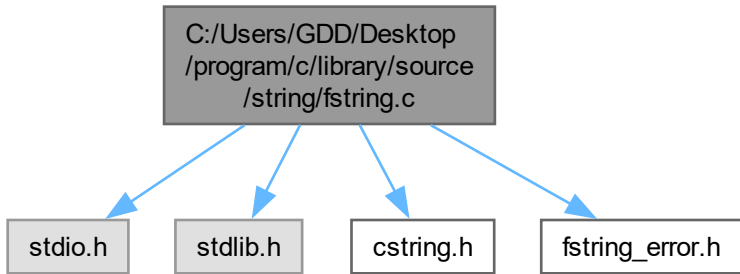 C:/Users/GDD/Desktop
/program/c/library/source
/string/fstring.c
stdio.h
stdlib.h
cstring.h
fstring_error.h